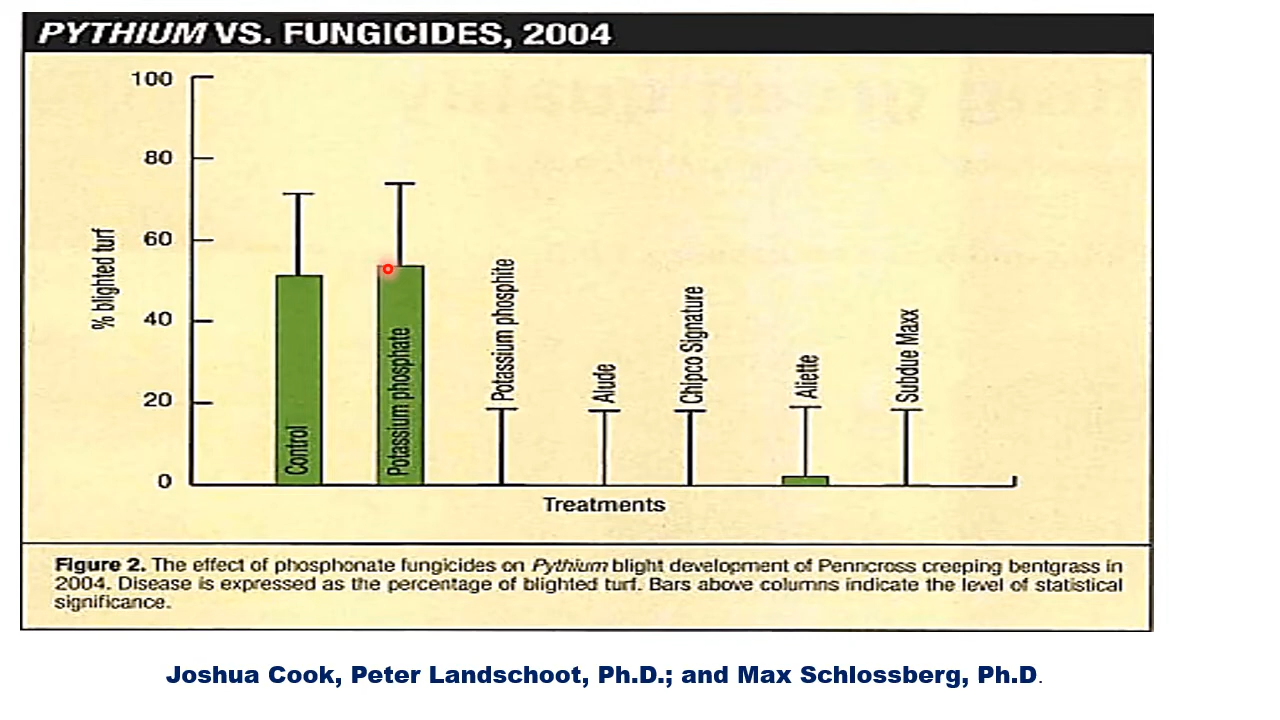 PYTHIUM VS. FUNGICIDES, 2004
100
80
60
40
20
0
% blighted turf
Control
Potassium phosphate
Potassium phosphite
Alude
Chipco Signature
Aliette
Subdue Maxx
Treatments
Figure 2. The effect of phosphonate fungicides on Pythium blight development of Penncross creeping bentgrass in
2004. Disease is expressed as the percentage of blighted turf. Bars above columns indicate the level of statistical
significance.
Joshua Cook, Peter Landschoot, Ph.D.; and Max Schlossberg, Ph.D.